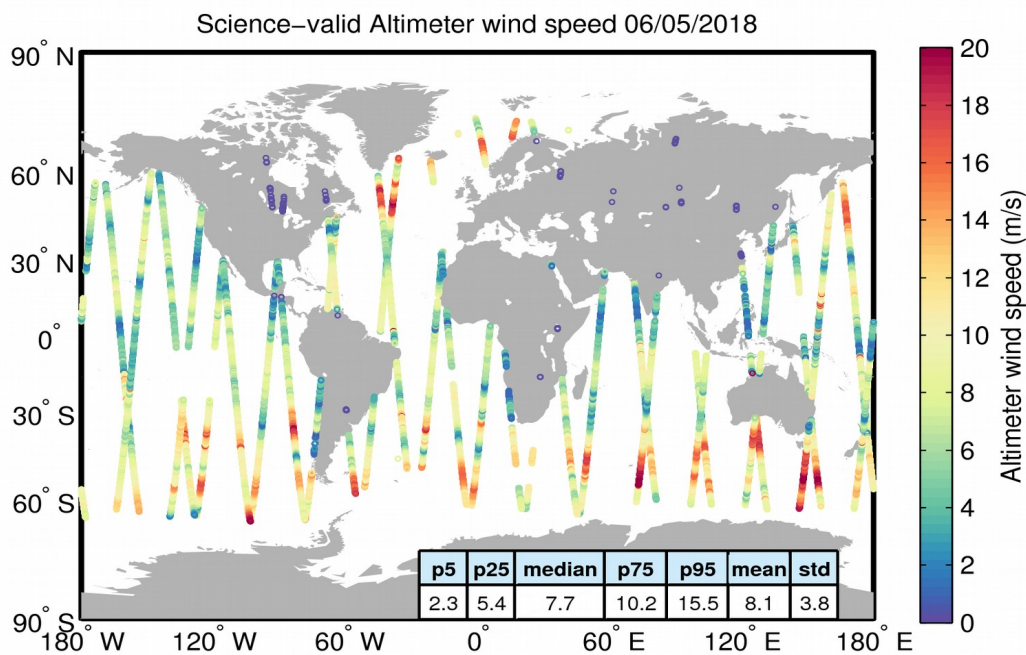 Science−valid Altimeter wind speed 06/05/2018
90° N
60° N
30° N
0°
30° S
60° S
90° S
180° W
120° W
60° W
0°
60° E
120° E
180° E
p5 p25 median p75 p95 mean std
2.3 5.4 7.7 10.2 15.5 8.1 3.8
20
18
16
14
12
10
8
6
4
2
0
Altimeter wind speed (m/s)